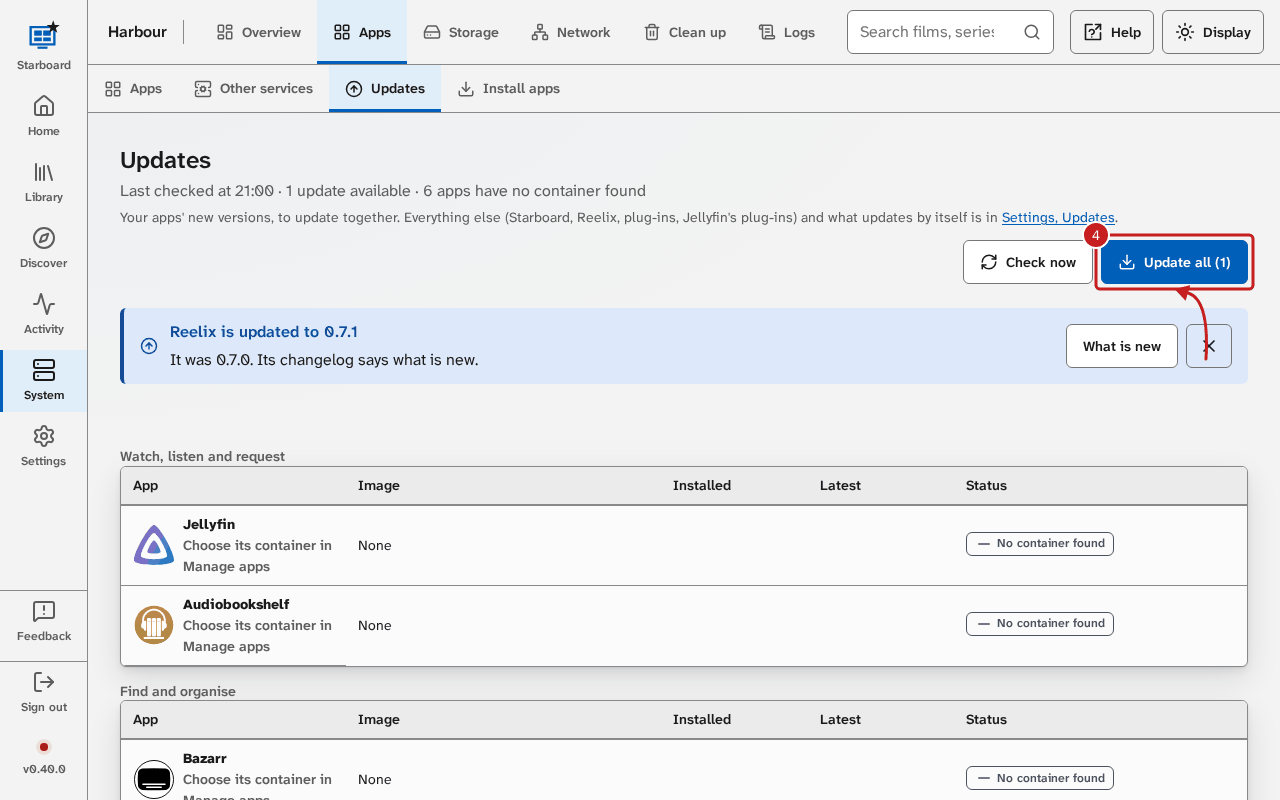 Starboard
Home
Library
Discover
Activity
System
Settings
Feedback
Sign out
v0.40.0
Harbour
Overview
Apps
Storage
Network
Clean up
Logs
Search films, series
Help
Display
Apps
Other services
Updates
Install apps
Updates
Last checked at 21:00 · 1 update available · 6 apps have no container found
Your apps' new versions, to update together. Everything else (Starboard, Reelix, plug-ins, Jellyfin's plug-ins) and what updates by itself is in Settings, Updates.
Check now
4
Update all (1)
Reelix is updated to 0.7.1
It was 0.7.0. Its changelog says what is new.
What is new
Watch, listen and request
App Image Installed Latest Status
Jellyfin
Choose its container in
Manage apps
None
No container found
Audiobookshelf
Choose its container in
Manage apps
None
No container found
Find and organise
App Image Installed Latest Status
Bazarr
Choose its container in
Manage apps
None
No container found